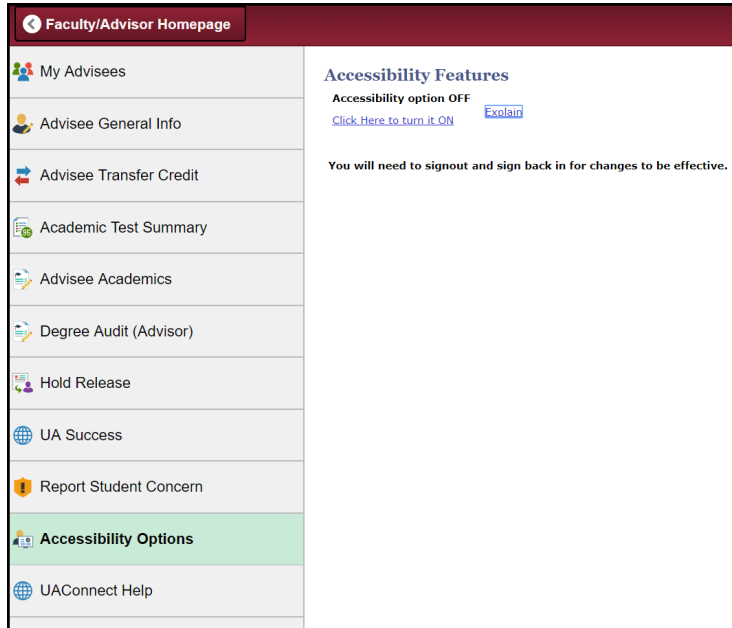 Faculty/Advisor Homepage
My Advisees
Advisee General Info
Advisee Transfer Credit
Academic Test Summary
Advisee Academics
Degree Audit (Advisor)
Hold Release
UA Success
Report Student Concern
Accessibility Options
UAConnect Help
Accessibility Features
Accessibility option OFF
Click Here to turn it ON Explain
You will need to signout and sign back in for changes to be effective.